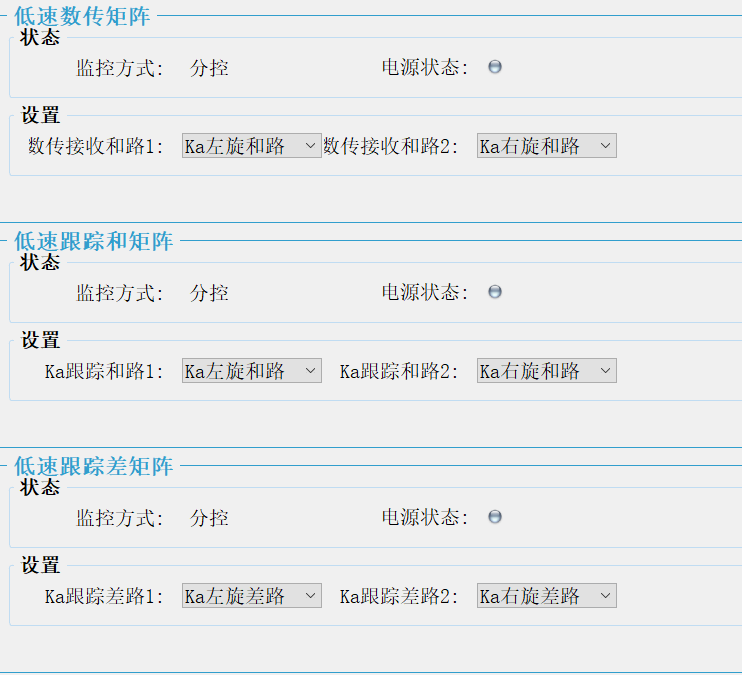 低速数传矩阵
状态
监控方式: 分控 电源状态:
设置
数传接收和路1: Ka左旋和路 数传接收和路2: Ka右旋和路
低速跟踪和矩阵
状态
监控方式: 分控 电源状态:
设置
Ka跟踪和路1: Ka左旋和路 Ka跟踪和路2: Ka右旋和路
低速跟踪差矩阵
状态
监控方式: 分控 电源状态:
设置
Ka跟踪差路1: Ka左旋差路 Ka跟踪差路2: Ka右旋差路